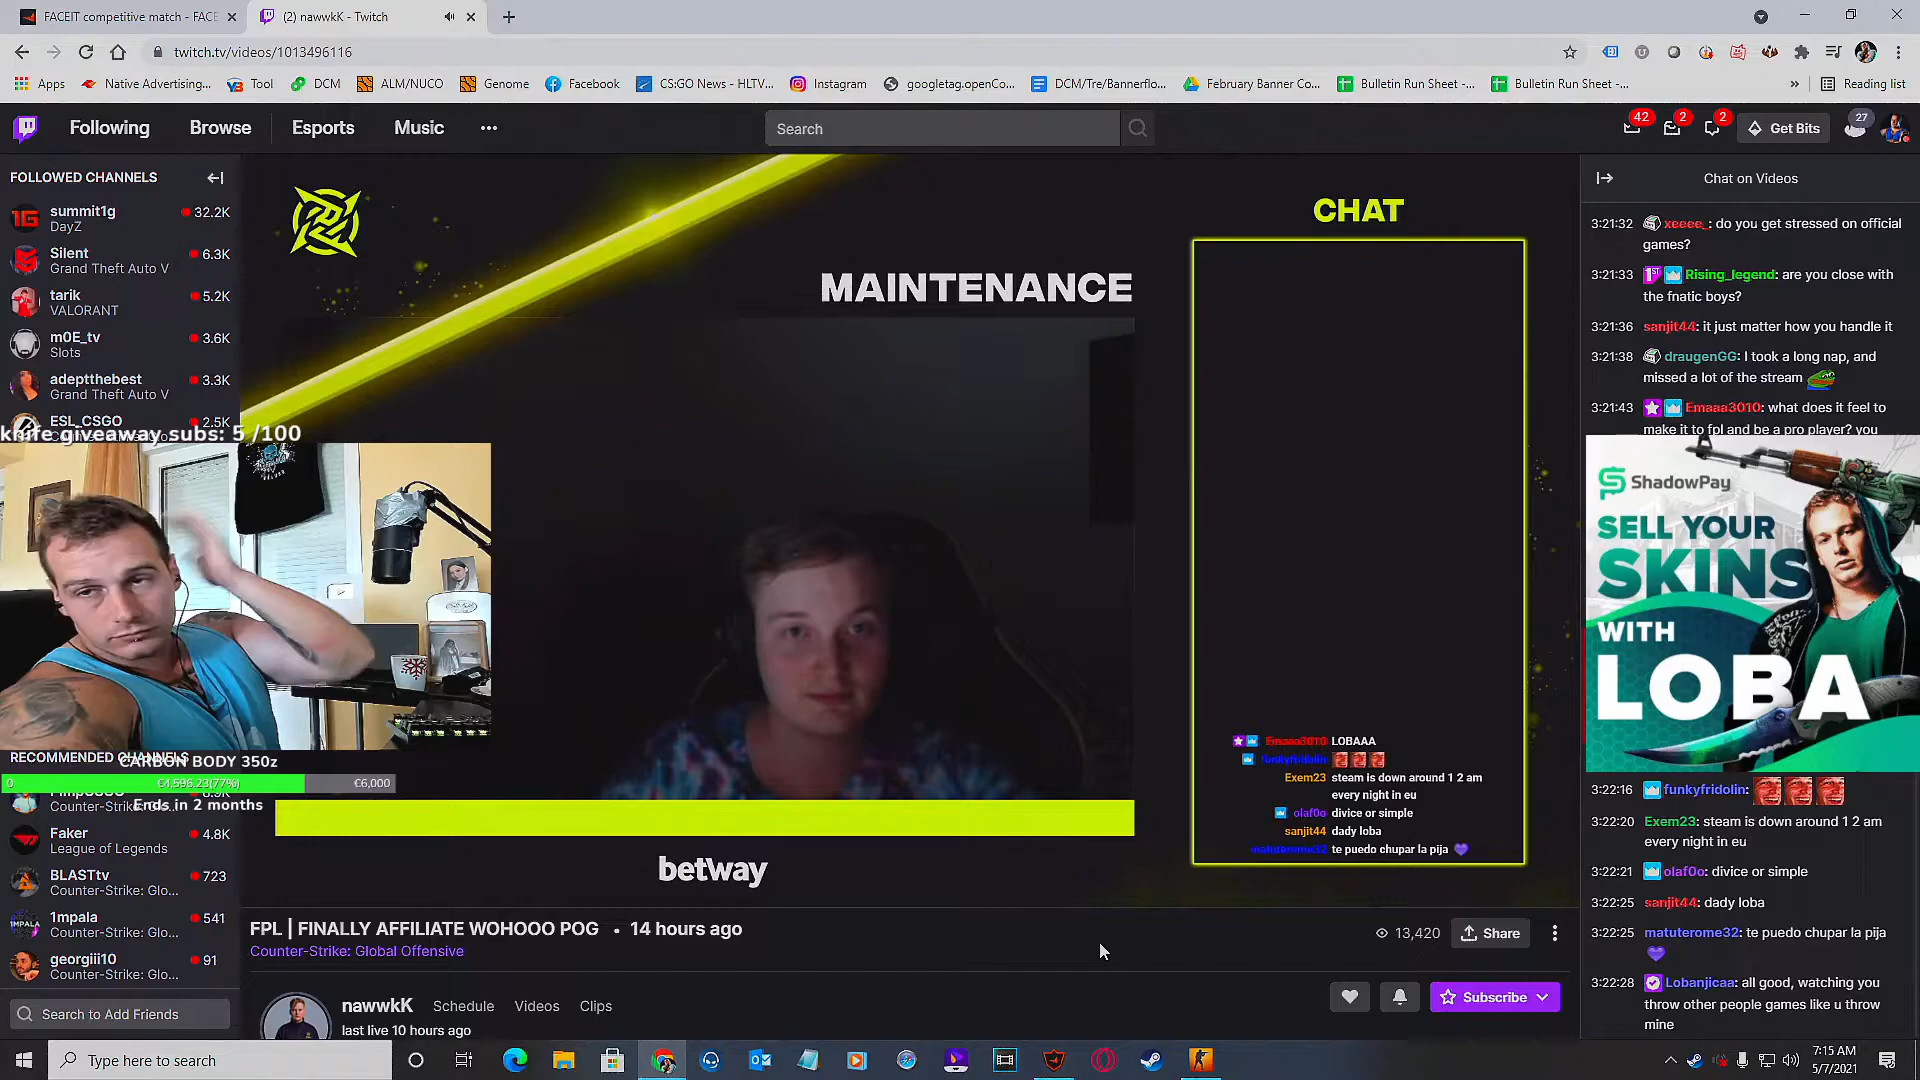 FACEIT competitive match - FACE
(2) nawwkK - Twitch
twitch.tv/videos/1013496116
Apps
Native Advertising...
Tool
DCM
ALM/NUCO
Genome
Facebook
CS:GO News - HLTV...
Instagram
googletag.openCo...
DCM/Tre/Bannerflo...
February Banner Co...
Bulletin Run Sheet -...
Bulletin Run Sheet -...
»
Reading list
Following
Browse
Esports
Music
Search
42
2
2
Get Bits
27
FOLLOWED CHANNELS
summit1g
32.2K
DayZ
Silent
6.3K
Grand Theft Auto V
tarik
5.2K
VALORANT
m0E_tv
3.6K
Slots
adeptthebest
3.3K
Grand Theft Auto V
ESL_CSGO
2.5K
knife giveaway subs: 5 /100
RECOMMENDED CHANNELS
CARBON BODY 350z
0
€4,596.23(77%)
€6,000
Counter-Strike: Glo...
Ends in 2 months
Faker
4.8K
League of Legends
BLASTtv
723
Counter-Strike: Glo...
1mpala
541
Counter-Strike: Glo...
georgiii10
91
Counter-Strike: Glo...
Search to Add Friends
MAINTENANCE
betway
CHAT
Emaaa3010 LOBAAA
funkyfridolin
Exem23 steam is down around 1 2 am
every night in eu
olaf0o divice or simple
sanjit44 dady loba
matuterome32 te puedo chupar la pija
FPL | FINALLY AFFILIATE WOHOOO POG • 14 hours ago
Counter-Strike: Global Offensive
13,420
Share
nawwkK
Schedule
Videos
Clips
last live 10 hours ago
Subscribe
Chat on Videos
3:21:32 xeeee_: do you get stressed on official
games?
3:21:33 1ST Rising_legend: are you close with
the fnatic boys?
3:21:36 sanjit44: it just matter how you handle it
3:21:38 draugenGG: I took a long nap, and
missed a lot of the stream
3:21:43 Emaaa3010: what does it feel to
make it to fpl and be a pro player? you
ShadowPay
SELL YOUR
SKINS
WITH
LOBA
3:22:16 funkyfridolin:
3:22:20 Exem23: steam is down around 1 2 am
every night in eu
3:22:21 olaf0o: divice or simple
3:22:25 sanjit44: dady loba
3:22:25 matuterome32: te puedo chupar la pija
3:22:28 Lobanjicaa: all good, watching you
throw other people games like u throw
mine
Type here to search
7:15 AM
5/7/2021